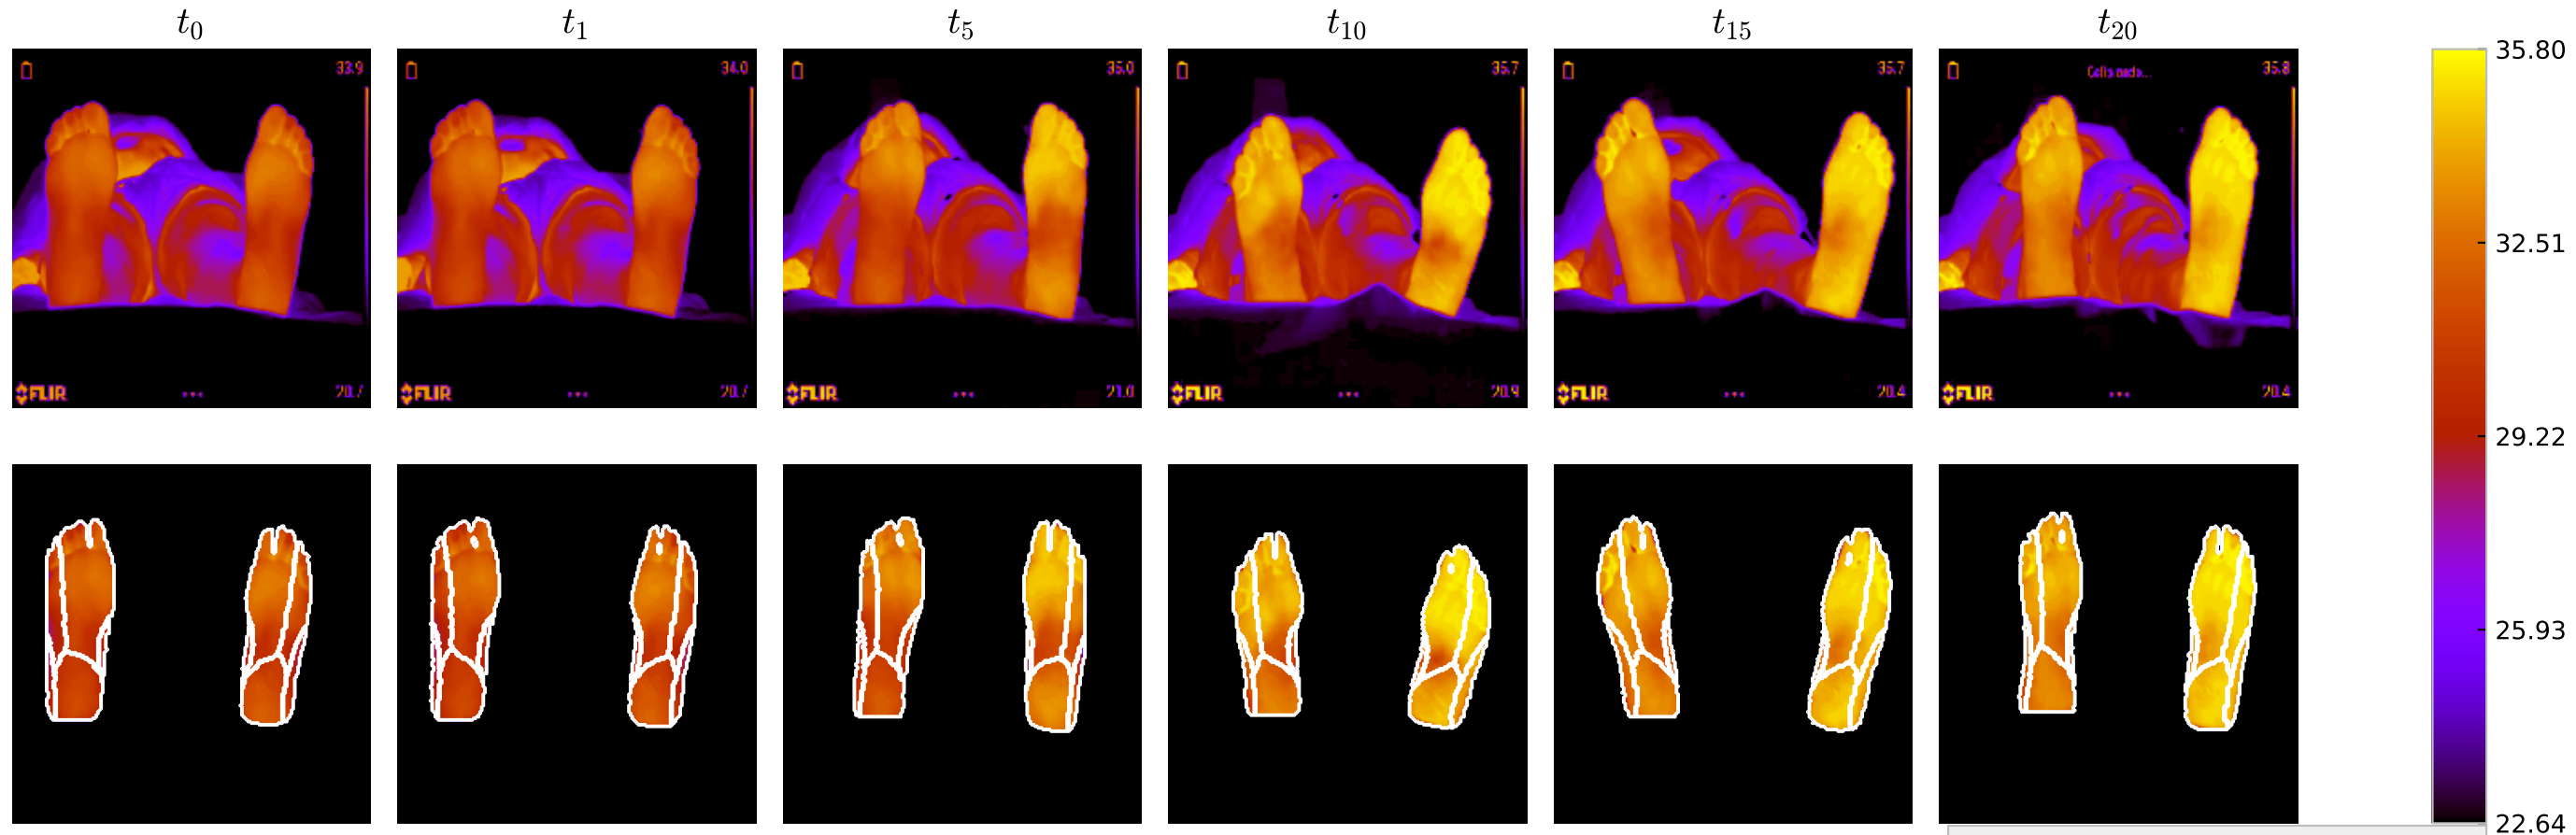 t₀ t₁ t₅ t₁₀ t₁₅ t₂₀
33.9 34.0 35.0 35.7 35.7 35.8
FLIR FLIR FLIR FLIR FLIR FLIR
20.7 20.7 21.0 20.9 20.4 20.4
35.80
32.51
29.22
25.93
22.64